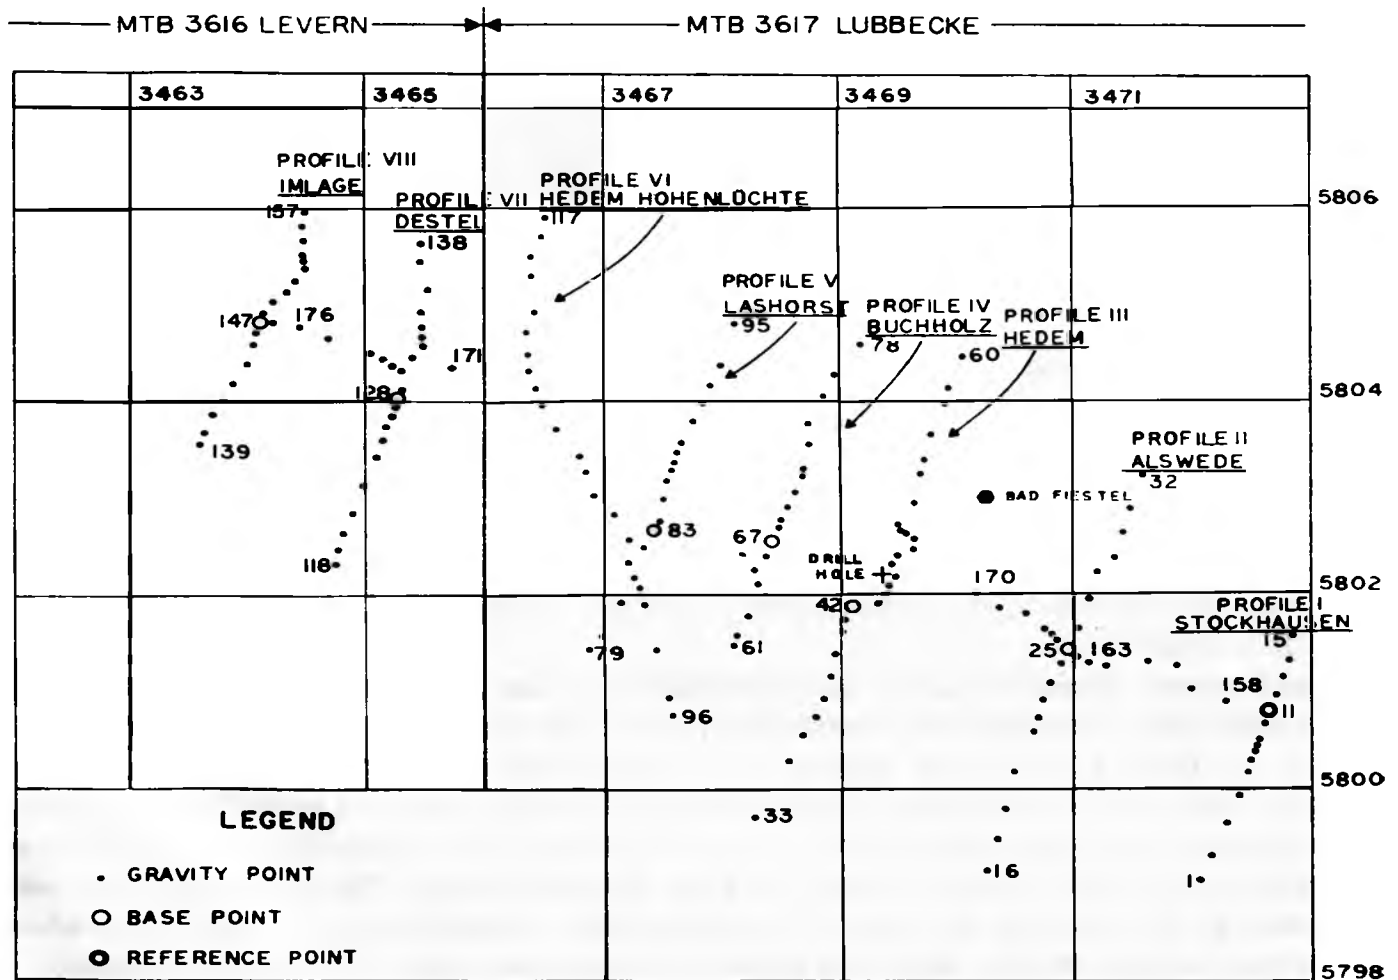 MTB 3616 LEVERN
MTB 3617 LUBBECKE
3463
3465
3467
3469
3471
PROFILE VIII
IMLAGE
157
PROFILE VII
DESTEL
138
PROFILE VI
HEDEM HOHENLÜCHTE
117
5806
PROFILE V
LASHORST
95
PROFILE IV
BUCHHOLZ
78
PROFILE III
HEDEM
60
147
176
171
128
5804
139
PROFILE II
ALSWEDE
32
BAD FIESTEL
83
67
DRILL
HOLE
118
170
42
5802
PROFILE I
STOCKHAUSEN
15
79
61
25
163
158
11
96
5800
33
LEGEND
GRAVITY POINT
16
1
BASE POINT
REFERENCE POINT
5798